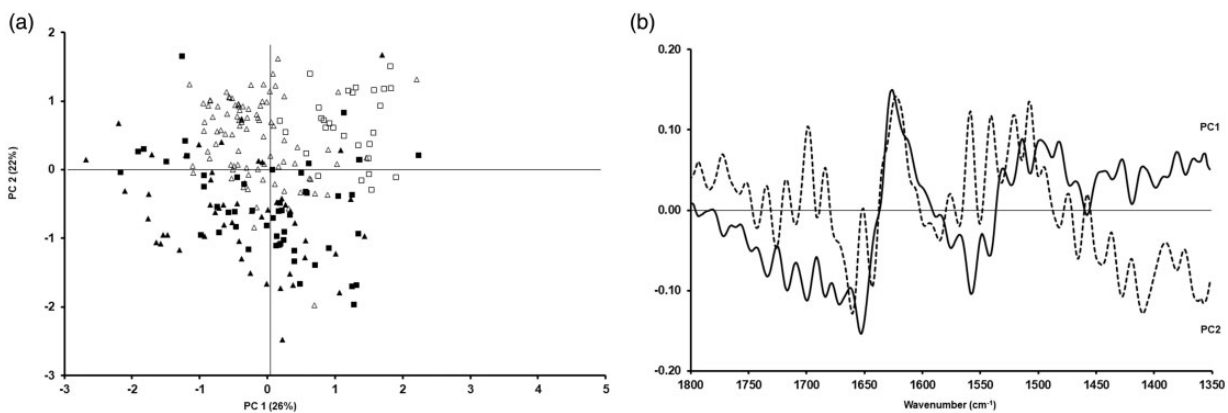 (a)
2
1
0
-1
-2
-3
PC 2 (22%)
-3 -2 -1 0 1 2 3 4 5
PC 1 (26%)
(b)
0.20
0.10
0.00
-0.10
-0.20
PC1
PC2
1800 1750 1700 1650 1600 1550 1500 1450 1400 1350
Wavenumber (cm⁻¹)